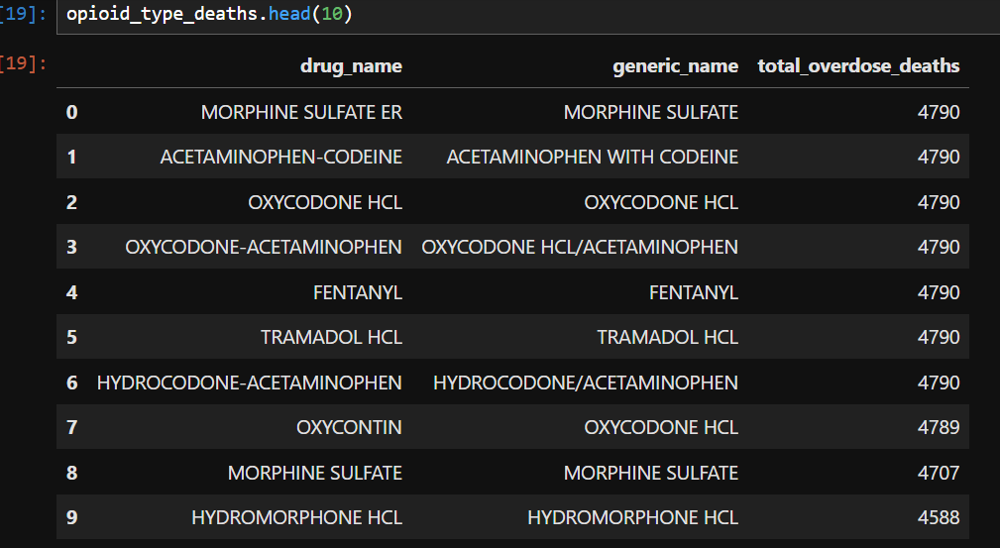 [19]: opioid_type_deaths.head(10)
[19]: drug_name generic_name total_overdose_deaths
0 MORPHINE SULFATE ER MORPHINE SULFATE 4790
1 ACETAMINOPHEN-CODEINE ACETAMINOPHEN WITH CODEINE 4790
2 OXYCODONE HCL OXYCODONE HCL 4790
3 OXYCODONE-ACETAMINOPHEN OXYCODONE HCL/ACETAMINOPHEN 4790
4 FENTANYL FENTANYL 4790
5 TRAMADOL HCL TRAMADOL HCL 4790
6 HYDROCODONE-ACETAMINOPHEN HYDROCODONE/ACETAMINOPHEN 4790
7 OXYCONTIN OXYCODONE HCL 4789
8 MORPHINE SULFATE MORPHINE SULFATE 4707
9 HYDROMORPHONE HCL HYDROMORPHONE HCL 4588